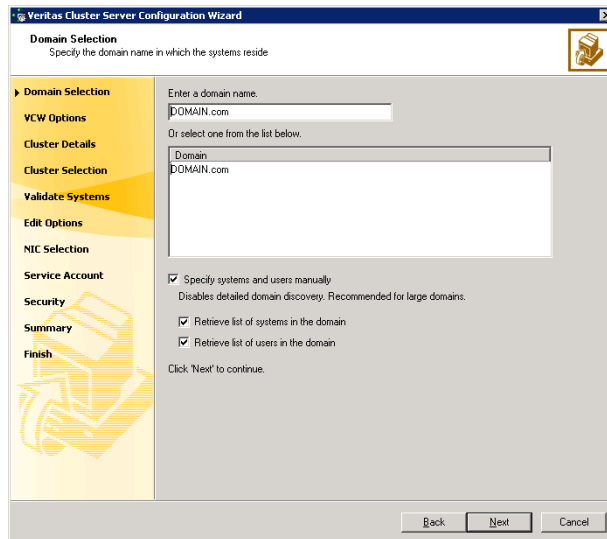 Veritas Cluster Server Configuration Wizard
Domain Selection
Specify the domain name in which the systems reside
Domain Selection
VCW Options
Cluster Details
Cluster Selection
Validate Systems
Edit Options
NIC Selection
Service Account
Security
Summary
Finish
Enter a domain name.
DOMAIN.com
Or select one from the list below.
Domain
DOMAIN.com
Specify systems and users manually
Disables detailed domain discovery. Recommended for large domains.
Retrieve list of systems in the domain
Retrieve list of users in the domain
Click 'Next' to continue.
Back Next Cancel